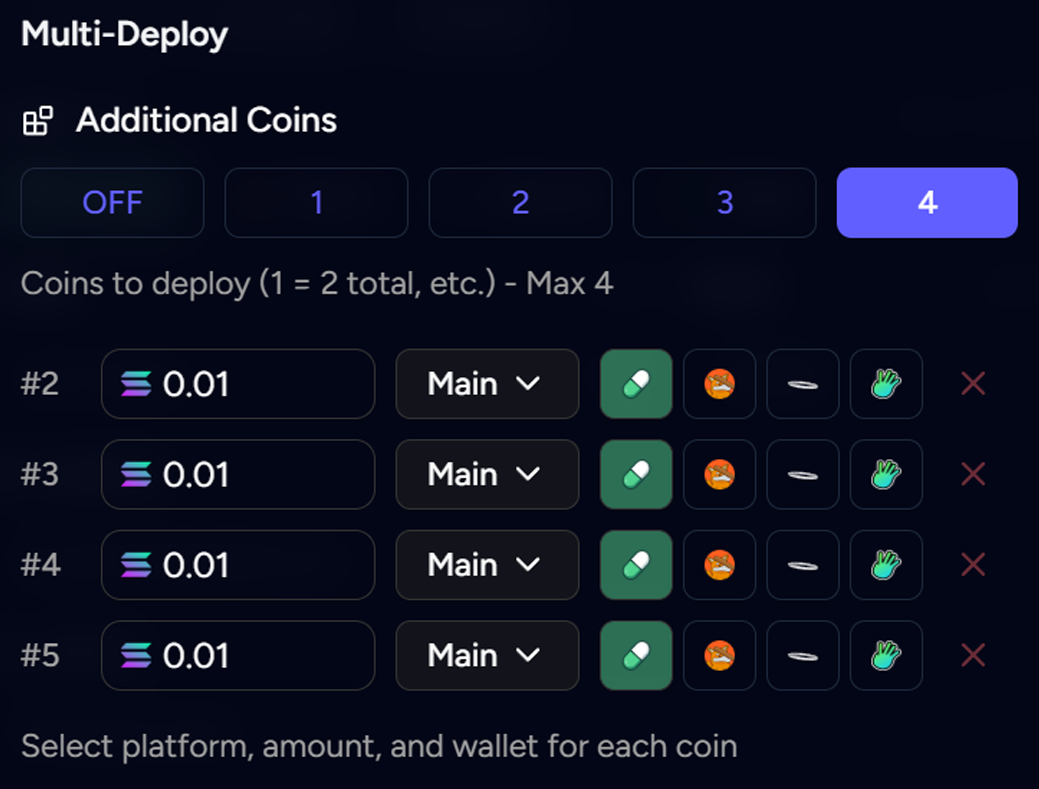 Multi-Deploy
Additional Coins
OFF 1 2 3 4
Coins to deploy (1 = 2 total, etc.) - Max 4
#2 0.01 Main
#3 0.01 Main
#4 0.01 Main
#5 0.01 Main
Select platform, amount, and wallet for each coin